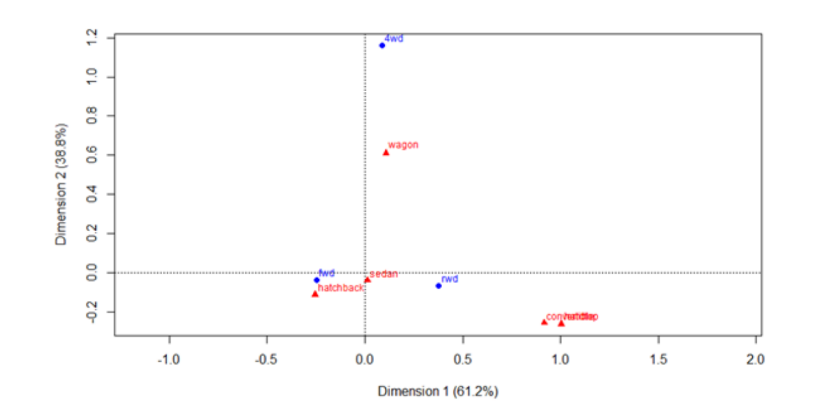 1.2
4wd
1.0
0.8
wagon
0.6
0.4
0.2
0.0
fwd
sedan
rwd
hatchback
-0.2
-1.0 -0.5 0.0 0.5 1.0 1.5 2.0
Dimension 1 (61.2%)
Dimension 2 (38.8%)